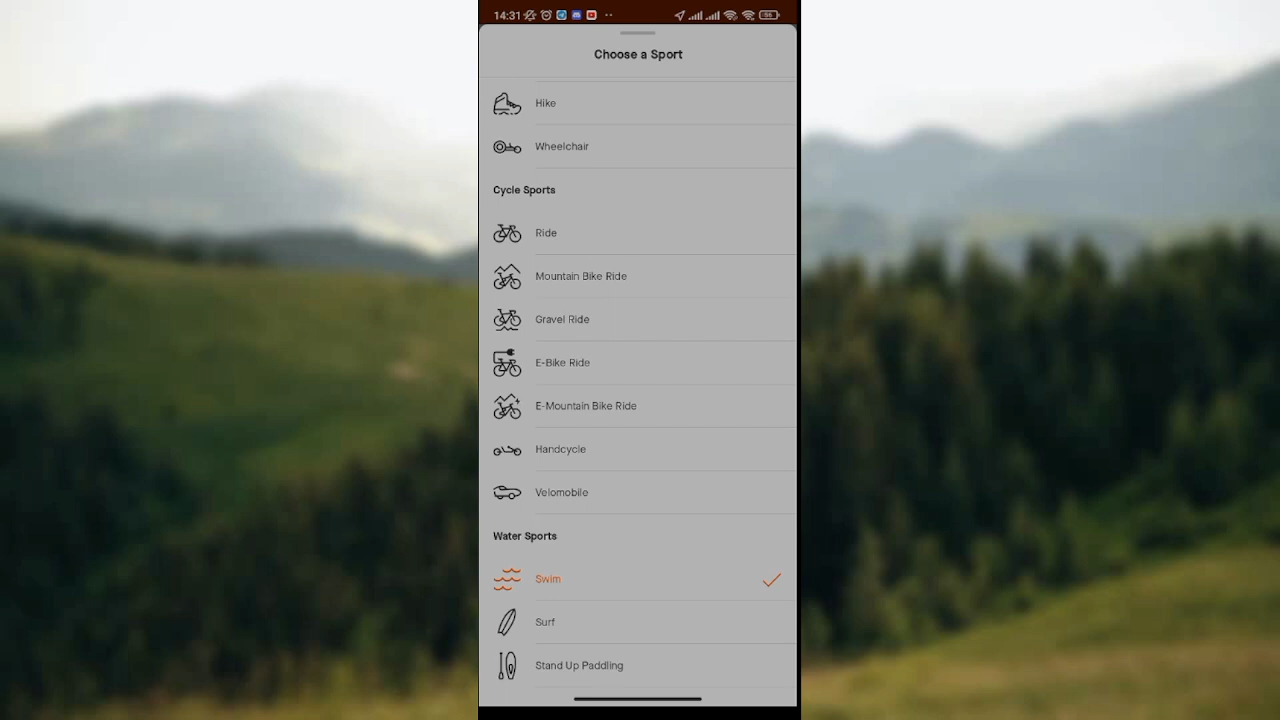 14:31
56
Choose a Sport
Hike
Wheelchair
Cycle Sports
Ride
Mountain Bike Ride
Gravel Ride
E-Bike Ride
E-Mountain Bike Ride
Handcycle
Velomobile
Water Sports
Swim
Surf
Stand Up Paddling